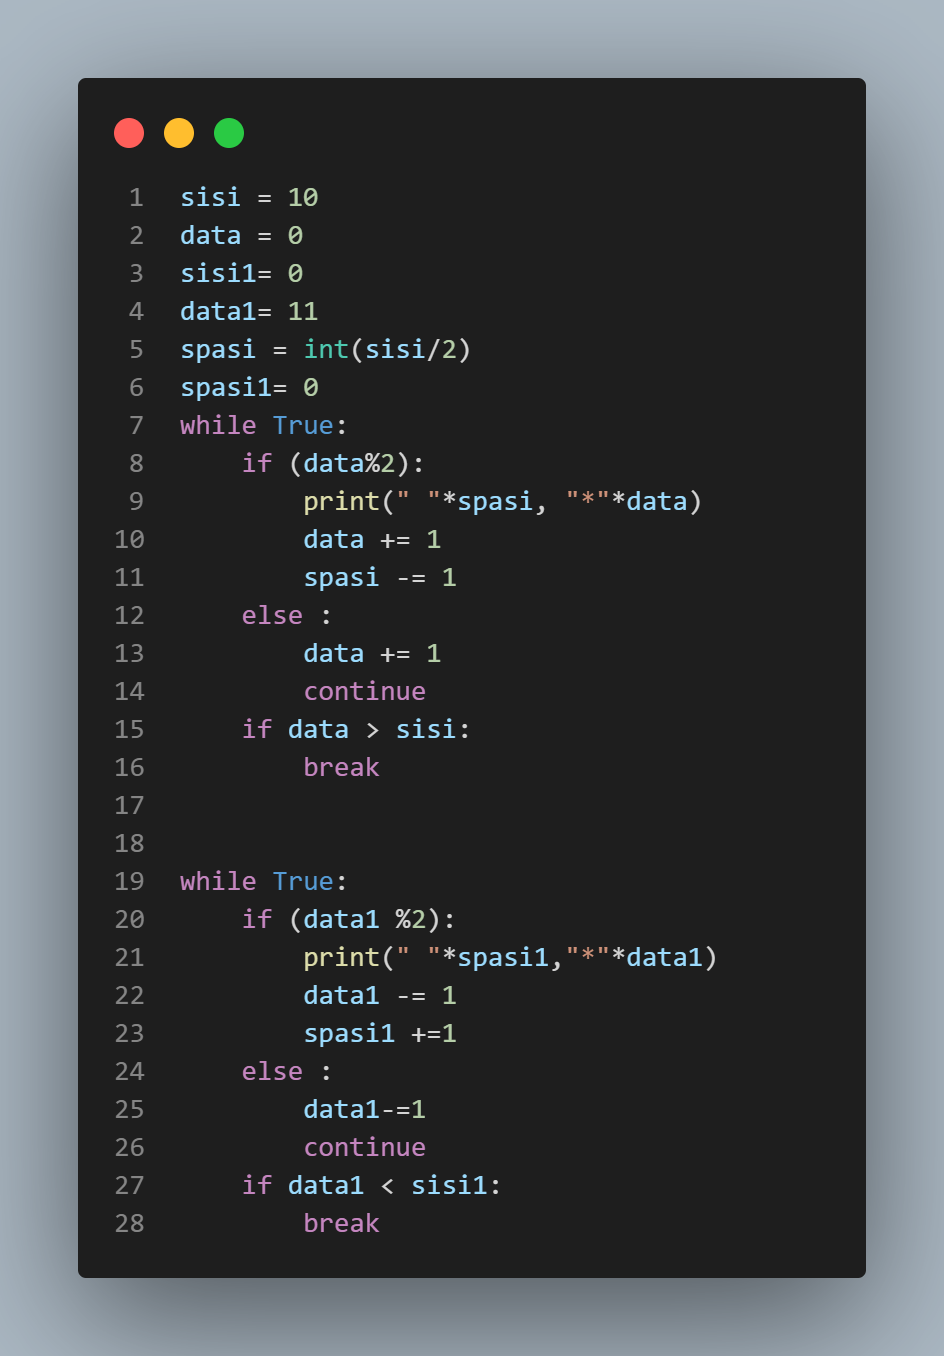 1 sisi = 10
2 data = 0
3 sisi1= 0
4 data1= 11
5 spasi = int(sisi/2)
6 spasi1= 0
7 while True:
8     if (data%2):
9         print(" "*spasi, "*"*data)
10         data += 1
11         spasi -= 1
12     else :
13         data += 1
14         continue
15     if data > sisi:
16         break
17
18
19 while True:
20     if (data1 %2):
21         print(" "*spasi1,"*"*data1)
22         data1 -= 1
23         spasi1 +=1
24     else :
25         data1-=1
26         continue
27     if data1 < sisi1:
28         break